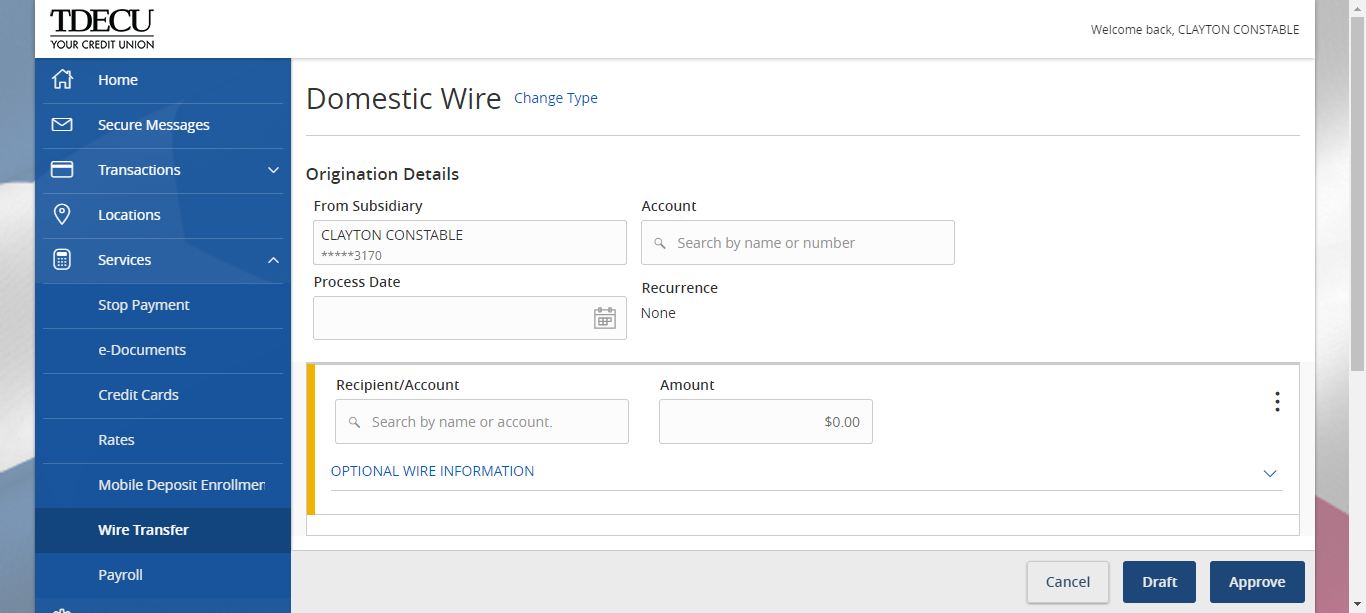 TDECU
YOUR CREDIT UNION
Welcome back, CLAYTON CONSTABLE
Home
Secure Messages
Transactions
Locations
Services
Stop Payment
e-Documents
Credit Cards
Rates
Mobile Deposit Enrollmen
Wire Transfer
Payroll
Domestic Wire Change Type
Origination Details
From Subsidiary
CLAYTON CONSTABLE
*****3170
Account
Search by name or number
Process Date
Recurrence
None
Recipient/Account
Search by name or account.
Amount
$0.00
OPTIONAL WIRE INFORMATION
Cancel
Draft
Approve